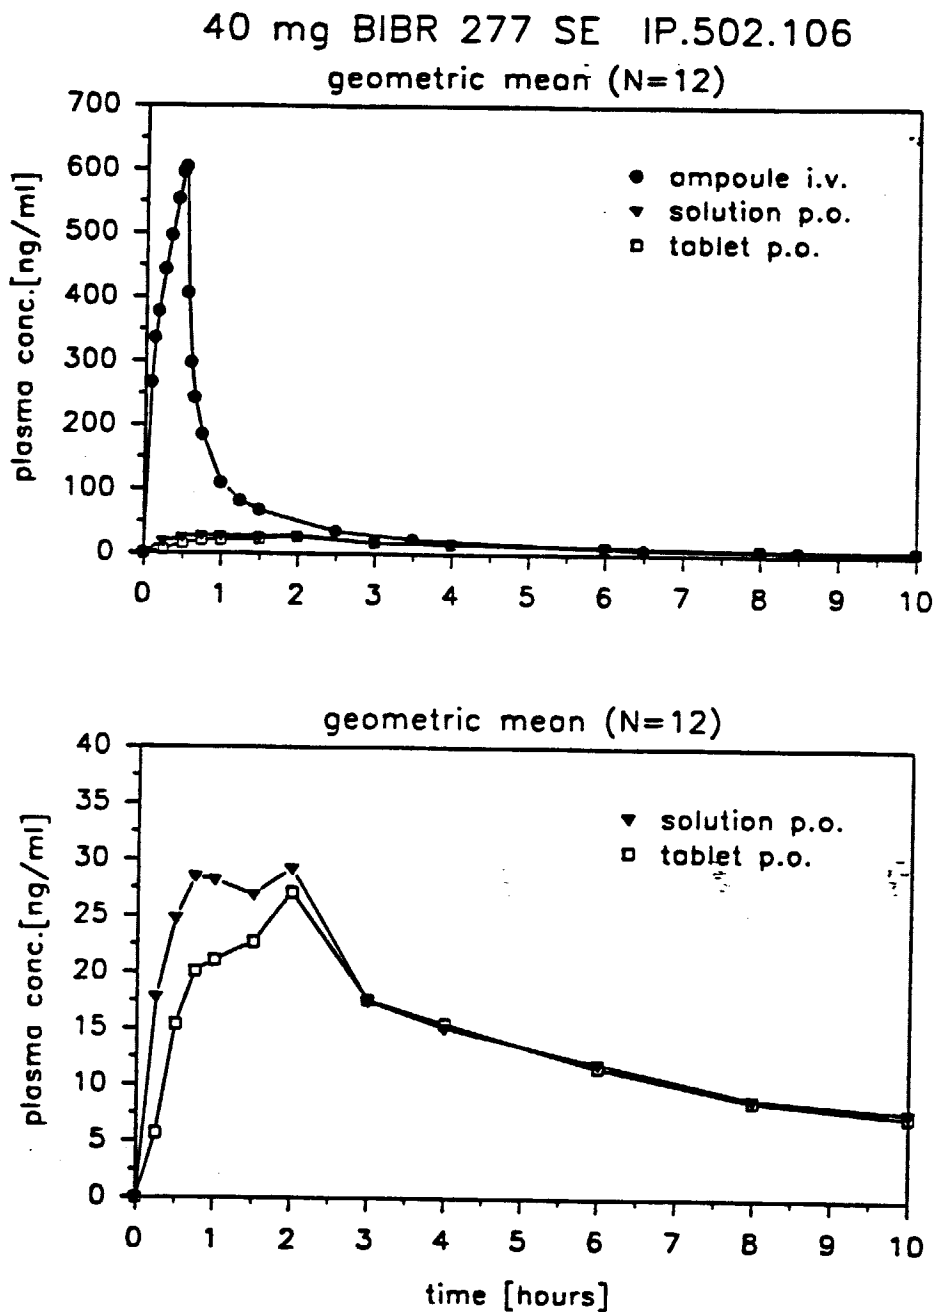 40 mg BIBR 277 SE IP.502.106
geometric mean (N=12)
700
600
500
400
300
200
100
0
plasma conc.[ng/ml]
ampoule i.v.
solution p.o.
tablet p.o.
0 1 2 3 4 5 6 7 8 9 10
geometric mean (N=12)
40
35
30
25
20
15
10
5
0
plasma conc.[ng/ml]
solution p.o.
tablet p.o.
0 1 2 3 4 5 6 7 8 9 10
time [hours]